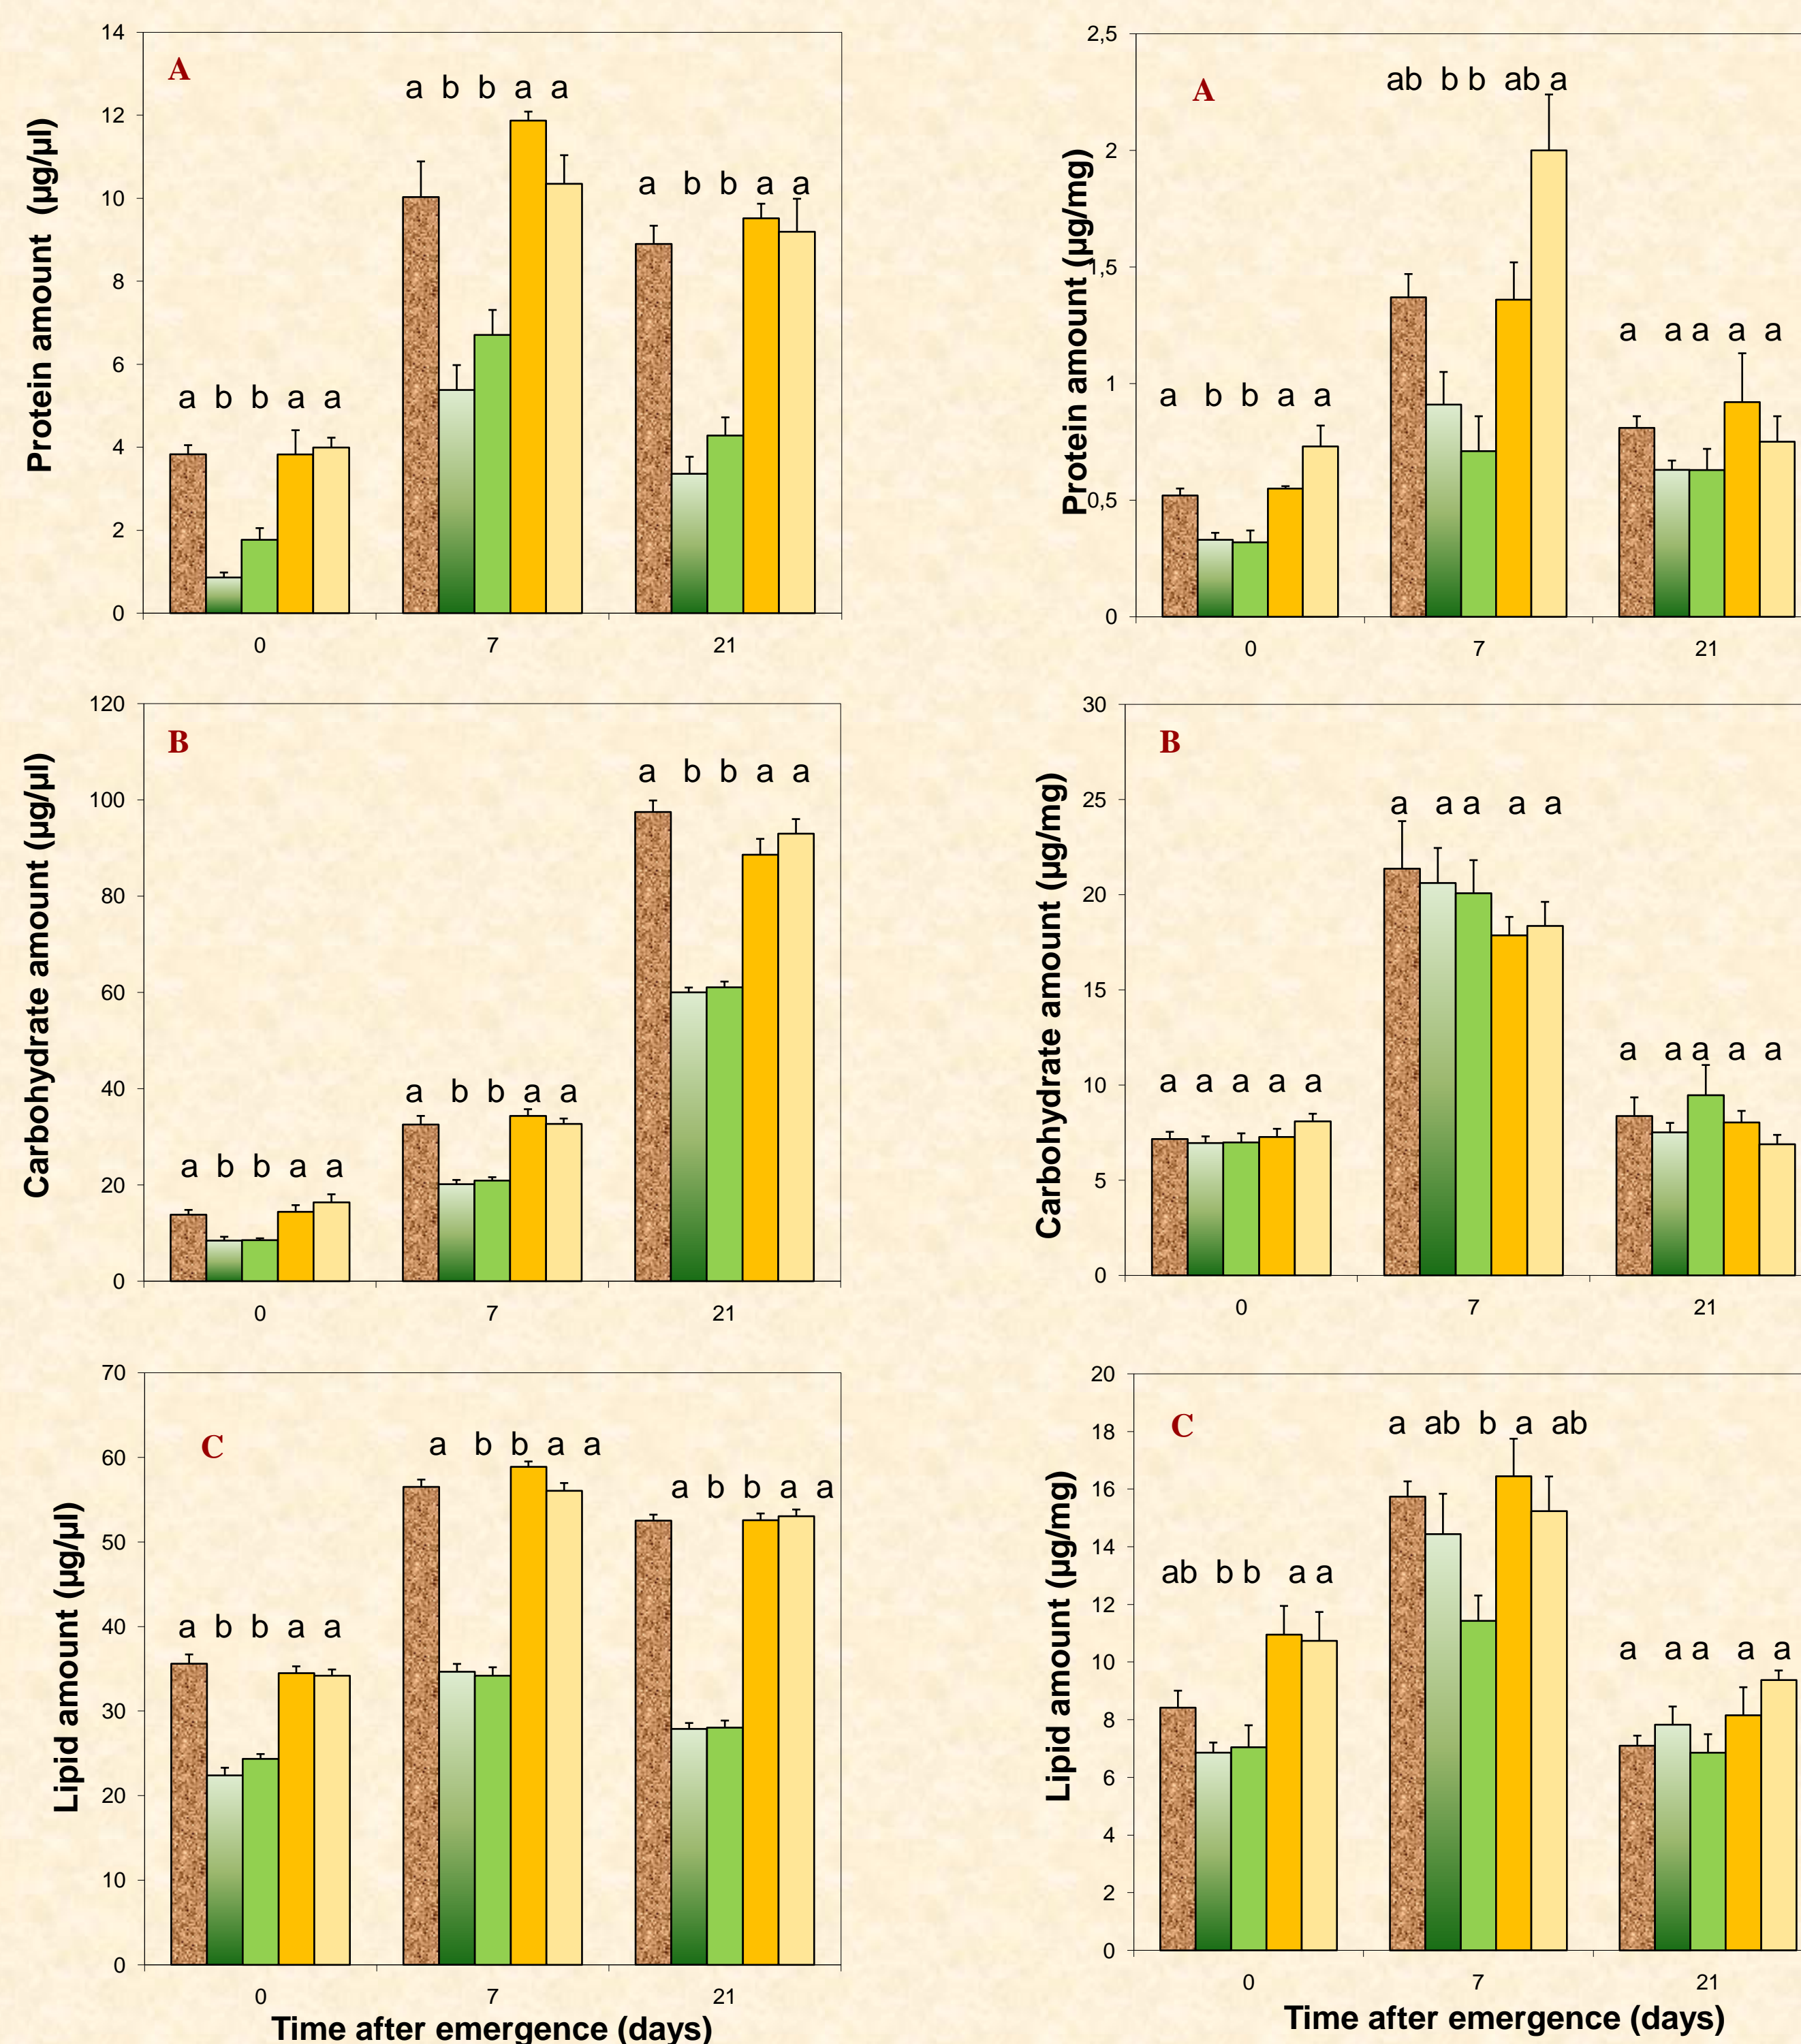 A
Protein amount (µg/µl)
14
12
10
8
6
4
2
0
a b b a a
a b b a a
a b b a a
0 7 21
A
Protein amount (µg/mg)
2,5
2
1,5
1
0,5
0
a b b a a
ab b b ab a
a a a a a
0 7 21
B
Carbohydrate amount (µg/µl)
120
100
80
60
40
20
0
a b b a a
a b b a a
a b b a a
0 7 21
B
Carbohydrate amount (µg/mg)
30
25
20
15
10
5
0
a a a a a
a a a a a
a a a a a
0 7 21
C
Lipid amount (µg/µl)
70
60
50
40
30
20
10
0
a b b a a
a b b a a
a b b a a
0 7 21
Time after emergence (days)
C
Lipid amount (µg/mg)
20
18
16
14
12
10
8
6
4
2
0
ab b b a a
a ab b a ab
a a a a a
0 7 21
Time after emergence (days)